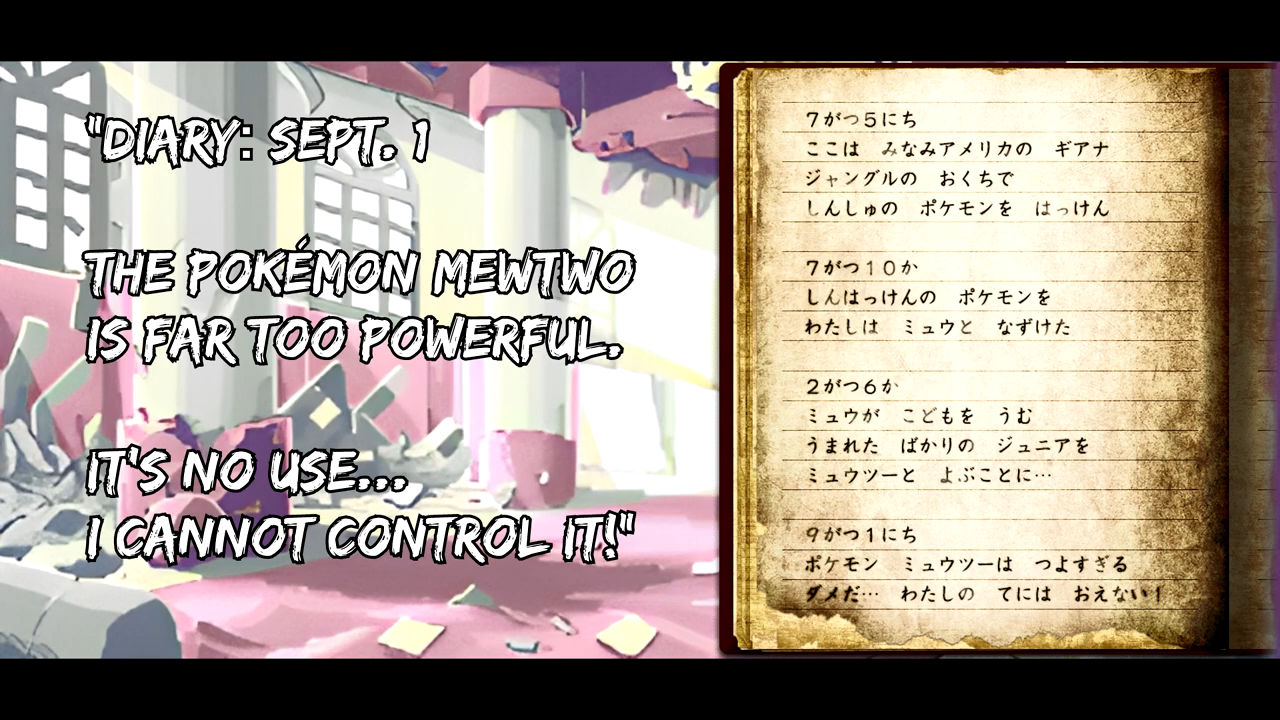 "DIARY: SEPT. 1
THE POKÉMON MEWTWO
IS FAR TOO POWERFUL.
IT'S NO USE...
I CANNOT CONTROL IT!"
7がつ5にち
ここは　みなみアメリカの　ギアナ
ジャングルの　おくちで
しんしゅの　ポケモンを　はっけん
7がつ10か
しんはっけんの　ポケモンを
わたしは　ミュウと　なずけた
2がつ6か
ミュウが　こどもを　うむ
うまれた　ばかりの　ジュニアを
ミュウツーと　よぶことに…
9がつ1にち
ポケモン　ミュウツーは　つよすぎる
ダメだ…　わたしの　てには　おえない！